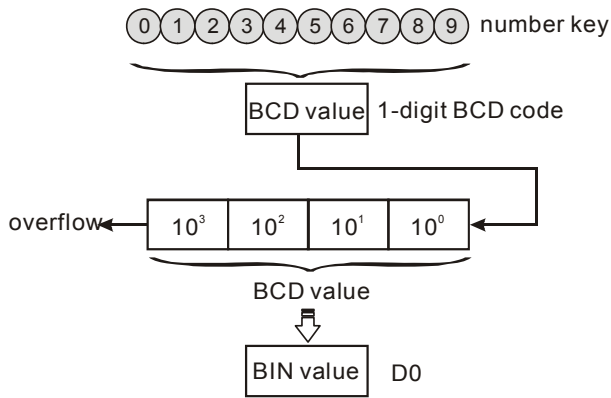 0 1 2 3 4 5 6 7 8 9 number key
BCD value 1-digit BCD code
overflow 10³ 10² 10¹ 10⁰
BCD value
BIN value D0